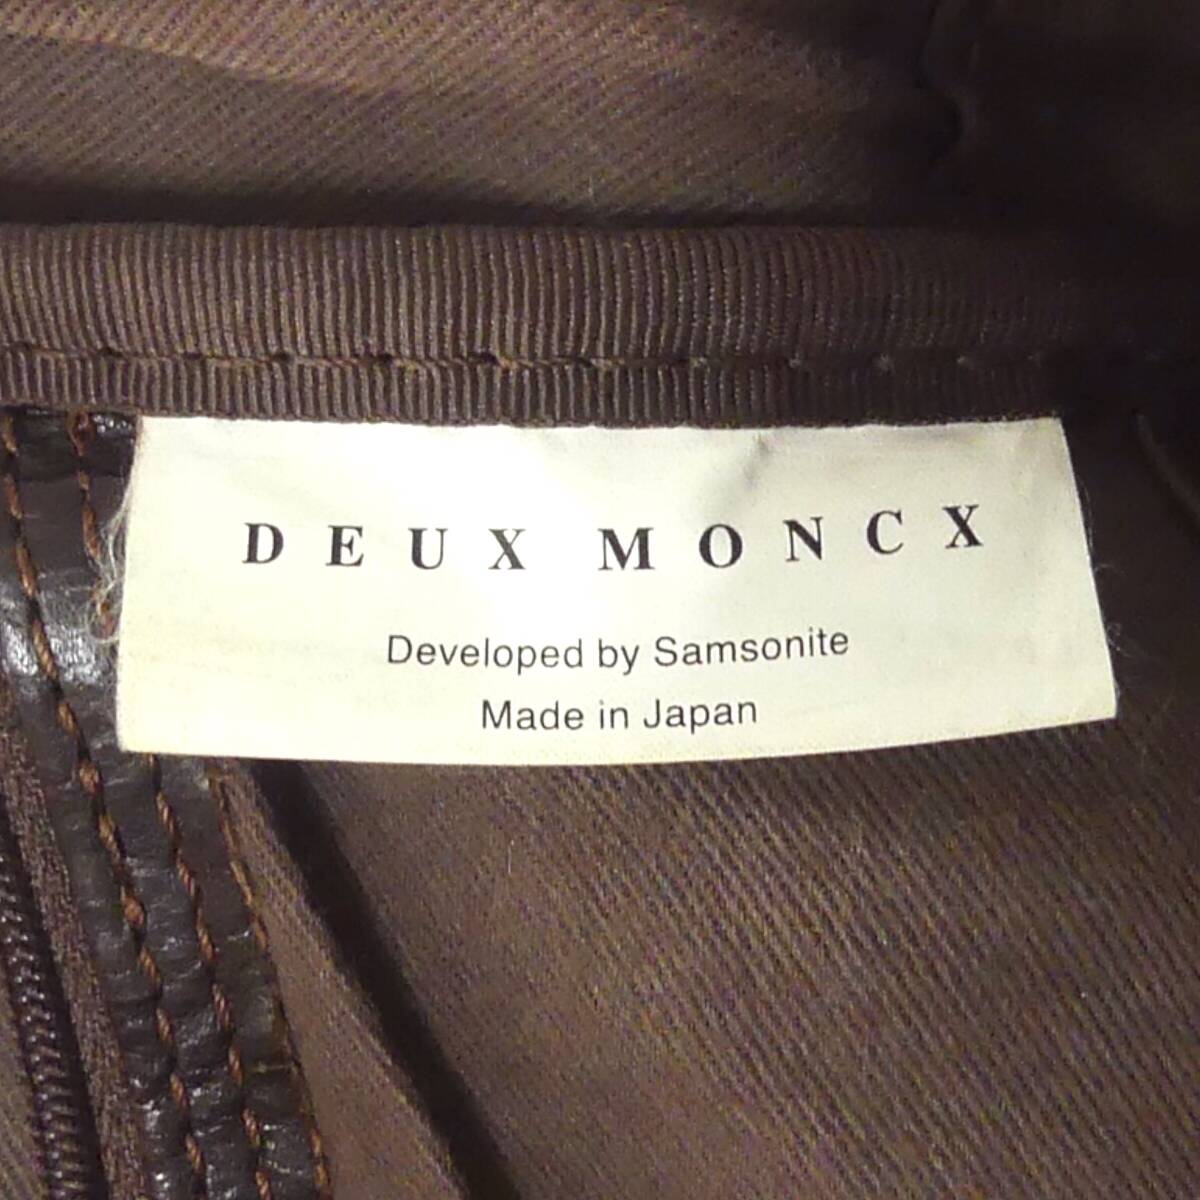 DEUX MONCX
Developed by Samsonite
Made in Japan